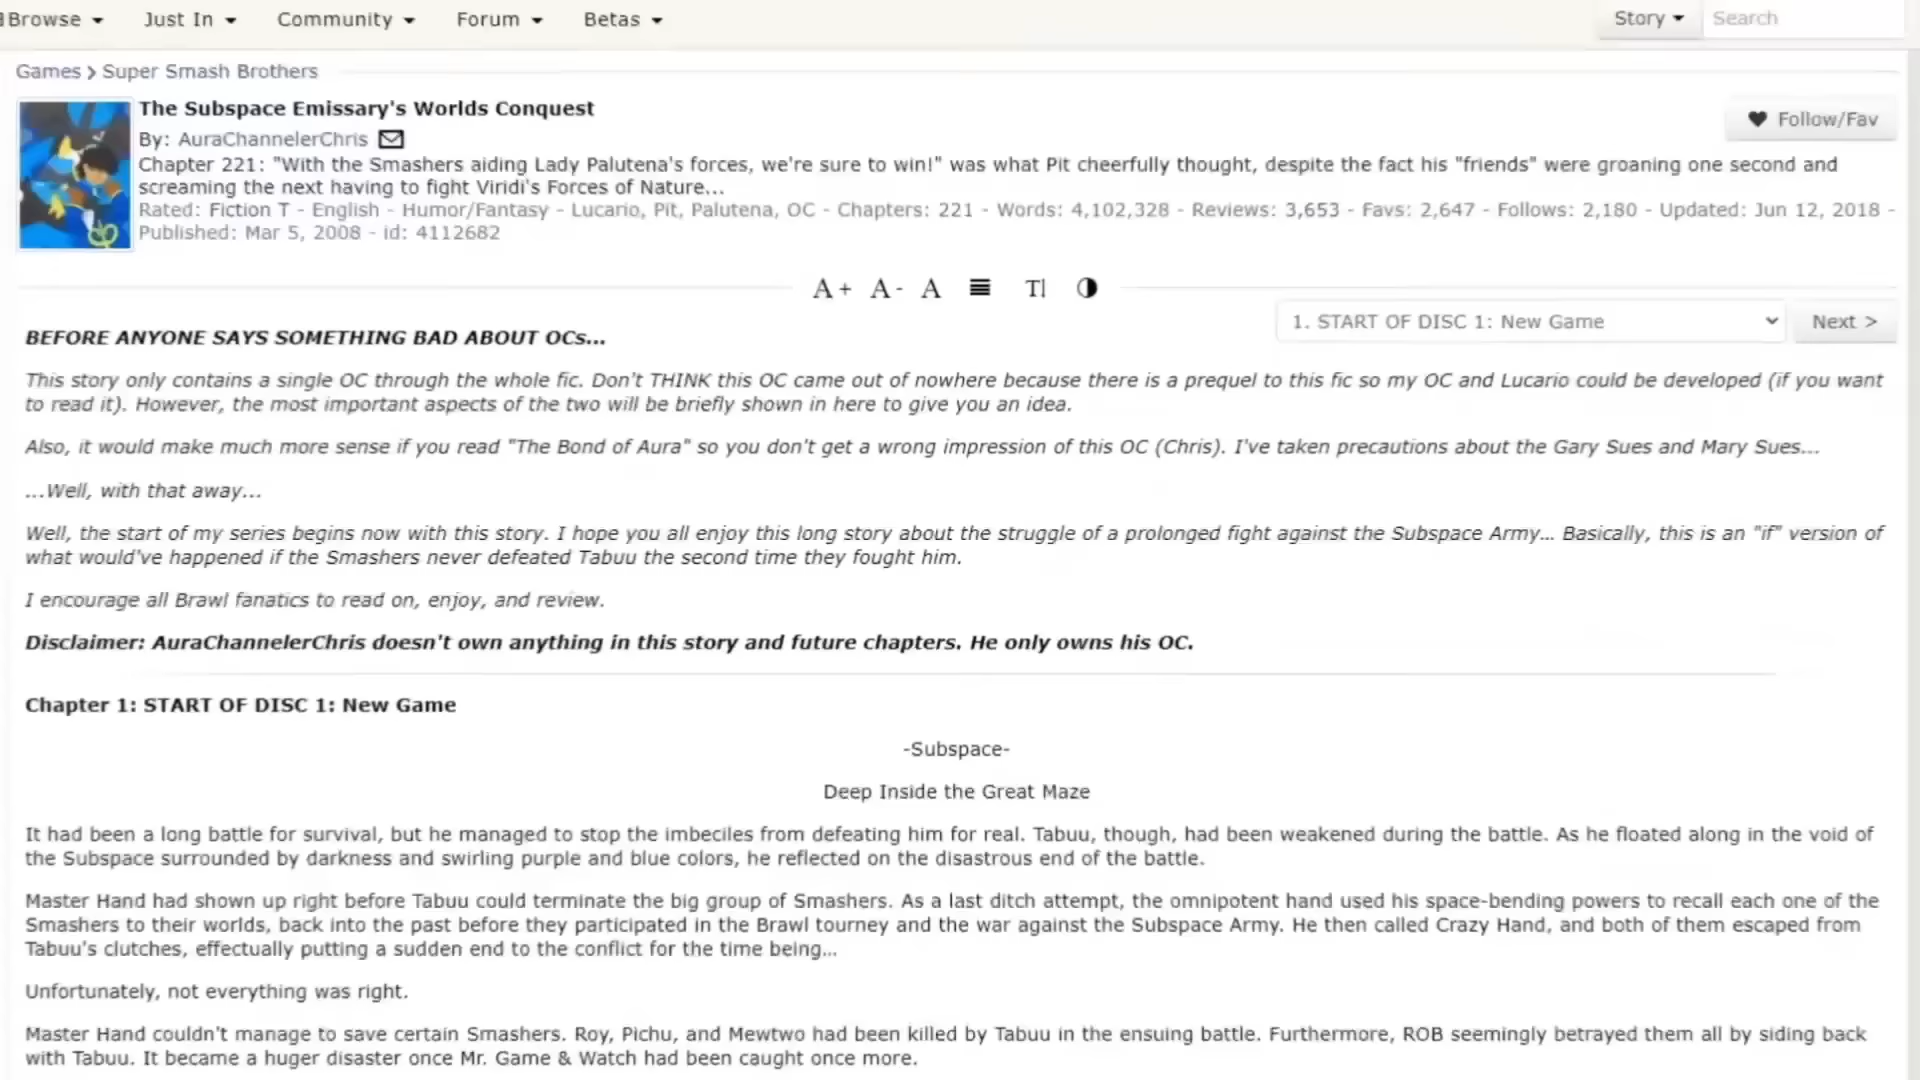 Browse Just In Community Forum Betas Story Search
Games > Super Smash Brothers
The Subspace Emissary's Worlds Conquest
Follow/Fav
By: AuraChannelerChris
Chapter 221: "With the Smashers aiding Lady Palutena's forces, we're sure to win!" was what Pit cheerfully thought, despite the fact his "friends" were groaning one second and
screaming the next having to fight Viridi's Forces of Nature...
Rated: Fiction T - English - Humor/Fantasy - Lucario, Pit, Palutena, OC - Chapters: 221 - Words: 4,102,328 - Reviews: 3,653 - Favs: 2,647 - Follows: 2,180 - Updated: Jun 12, 2018 -
Published: Mar 5, 2008 - id: 4112682
A+ A- A T|
1. START OF DISC 1: New Game Next >
BEFORE ANYONE SAYS SOMETHING BAD ABOUT OCs...
This story only contains a single OC through the whole fic. Don't THINK this OC came out of nowhere because there is a prequel to this fic so my OC and Lucario could be developed (if you want
to read it). However, the most important aspects of the two will be briefly shown in here to give you an idea.
Also, it would make much more sense if you read "The Bond of Aura" so you don't get a wrong impression of this OC (Chris). I've taken precautions about the Gary Sues and Mary Sues...
...Well, with that away...
Well, the start of my series begins now with this story. I hope you all enjoy this long story about the struggle of a prolonged fight against the Subspace Army... Basically, this is an "if" version of
what would've happened if the Smashers never defeated Tabuu the second time they fought him.
I encourage all Brawl fanatics to read on, enjoy, and review.
Disclaimer: AuraChannelerChris doesn't own anything in this story and future chapters. He only owns his OC.
Chapter 1: START OF DISC 1: New Game
-Subspace-
Deep Inside the Great Maze
It had been a long battle for survival, but he managed to stop the imbeciles from defeating him for real. Tabuu, though, had been weakened during the battle. As he floated along in the void of
the Subspace surrounded by darkness and swirling purple and blue colors, he reflected on the disastrous end of the battle.
Master Hand had shown up right before Tabuu could terminate the big group of Smashers. As a last ditch attempt, the omnipotent hand used his space-bending powers to recall each one of the
Smashers to their worlds, back into the past before they participated in the Brawl tourney and the war against the Subspace Army. He then called Crazy Hand, and both of them escaped from
Tabuu's clutches, effectually putting a sudden end to the conflict for the time being...
Unfortunately, not everything was right.
Master Hand couldn't manage to save certain Smashers. Roy, Pichu, and Mewtwo had been killed by Tabuu in the ensuing battle. Furthermore, ROB seemingly betrayed them all by siding back
with Tabuu. It became a huger disaster once Mr. Game & Watch had been caught once more.